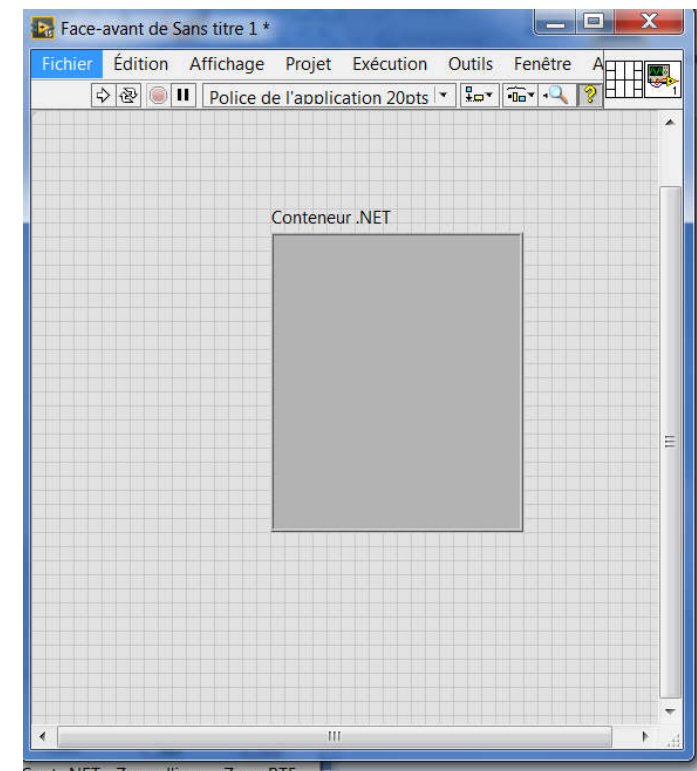 Face-avant de Sans titre 1 *
Fichier Édition Affichage Projet Exécution Outils Fenêtre A
Police de l'application 20pts
?
1
Conteneur .NET